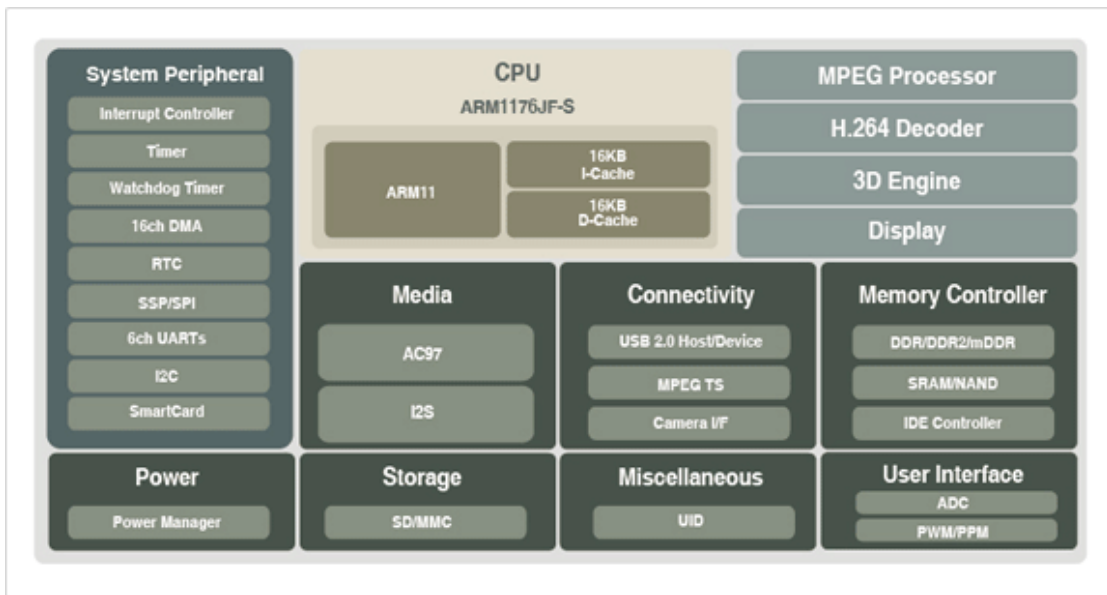 System Peripheral
Interrupt Controller
Timer
Watchdog Timer
16ch DMA
RTC
SSP/SPI
6ch UARTs
I2C
SmartCard
CPU
ARM1176JF-S
ARM11
16KB
I-Cache
16KB
D-Cache
MPEG Processor
H.264 Decoder
3D Engine
Display
Media
AC97
I2S
Connectivity
USB 2.0 Host/Device
MPEG TS
Camera I/F
Memory Controller
DDR/DDR2/mDDR
SRAM/NAND
IDE Controller
Power
Power Manager
Storage
SD/MMC
Miscellaneous
UID
User Interface
ADC
PWM/PPM